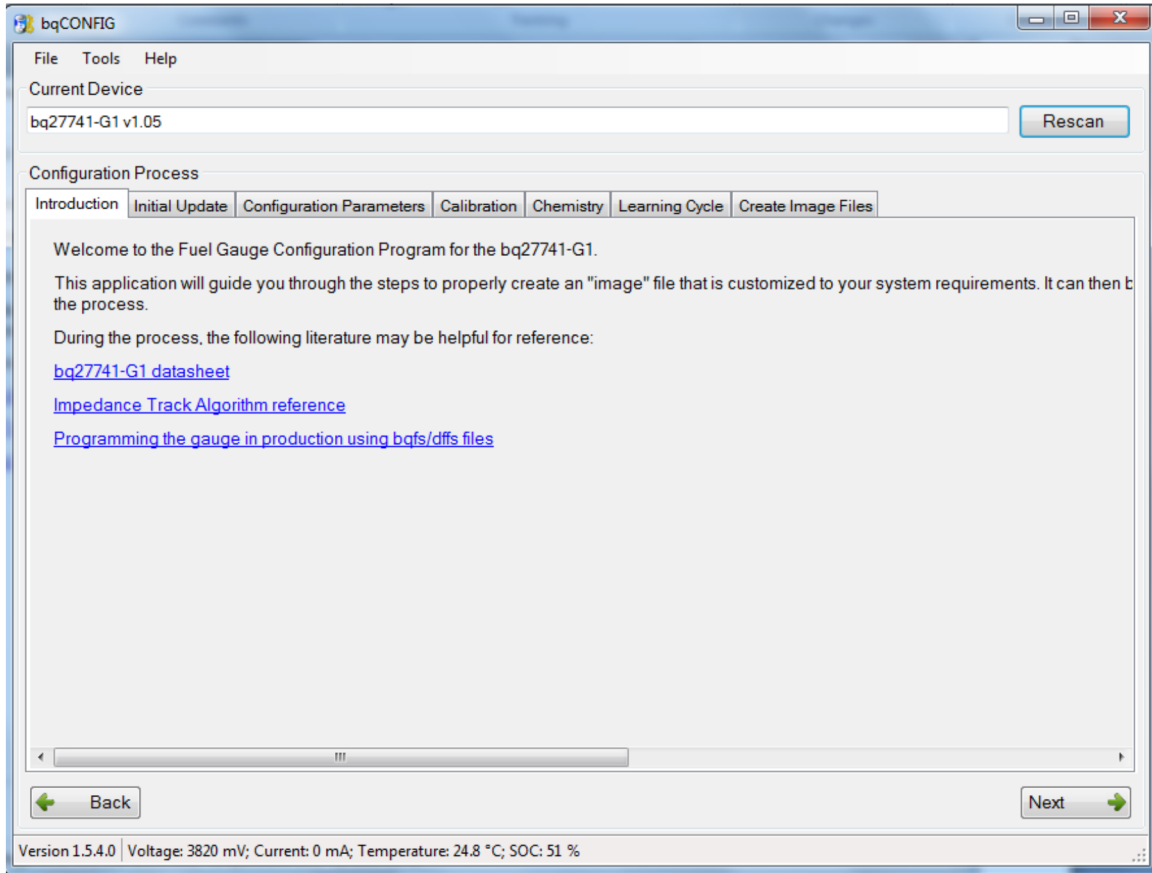 bqCONFIG
File Tools Help
Current Device
bq27741-G1 v1.05 Rescan
Configuration Process
Introduction Initial Update Configuration Parameters Calibration Chemistry Learning Cycle Create Image Files
Welcome to the Fuel Gauge Configuration Program for the bq27741-G1.
This application will guide you through the steps to properly create an "image" file that is customized to your system requirements. It can then
the process.
During the process, the following literature may be helpful for reference:
bq27741-G1 datasheet
Impedance Track Algorithm reference
Programming the gauge in production using bqfs/dffs files
Back Next
Version 1.5.4.0 Voltage: 3820 mV; Current: 0 mA; Temperature: 24.8 °C; SOC: 51 %